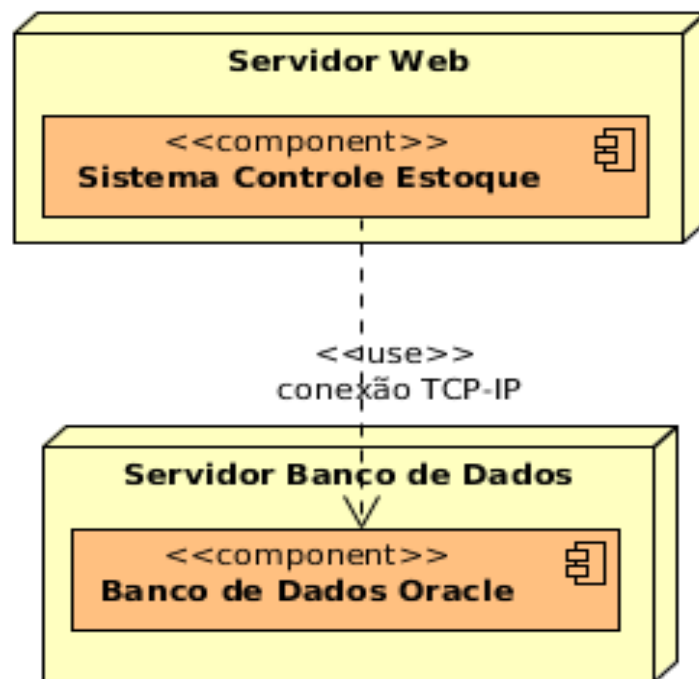 Servidor Web
<<component>>
Sistema Controle Estoque
<<use>>
conexão TCP-IP
Servidor Banco de Dados
<<component>>
Banco de Dados Oracle